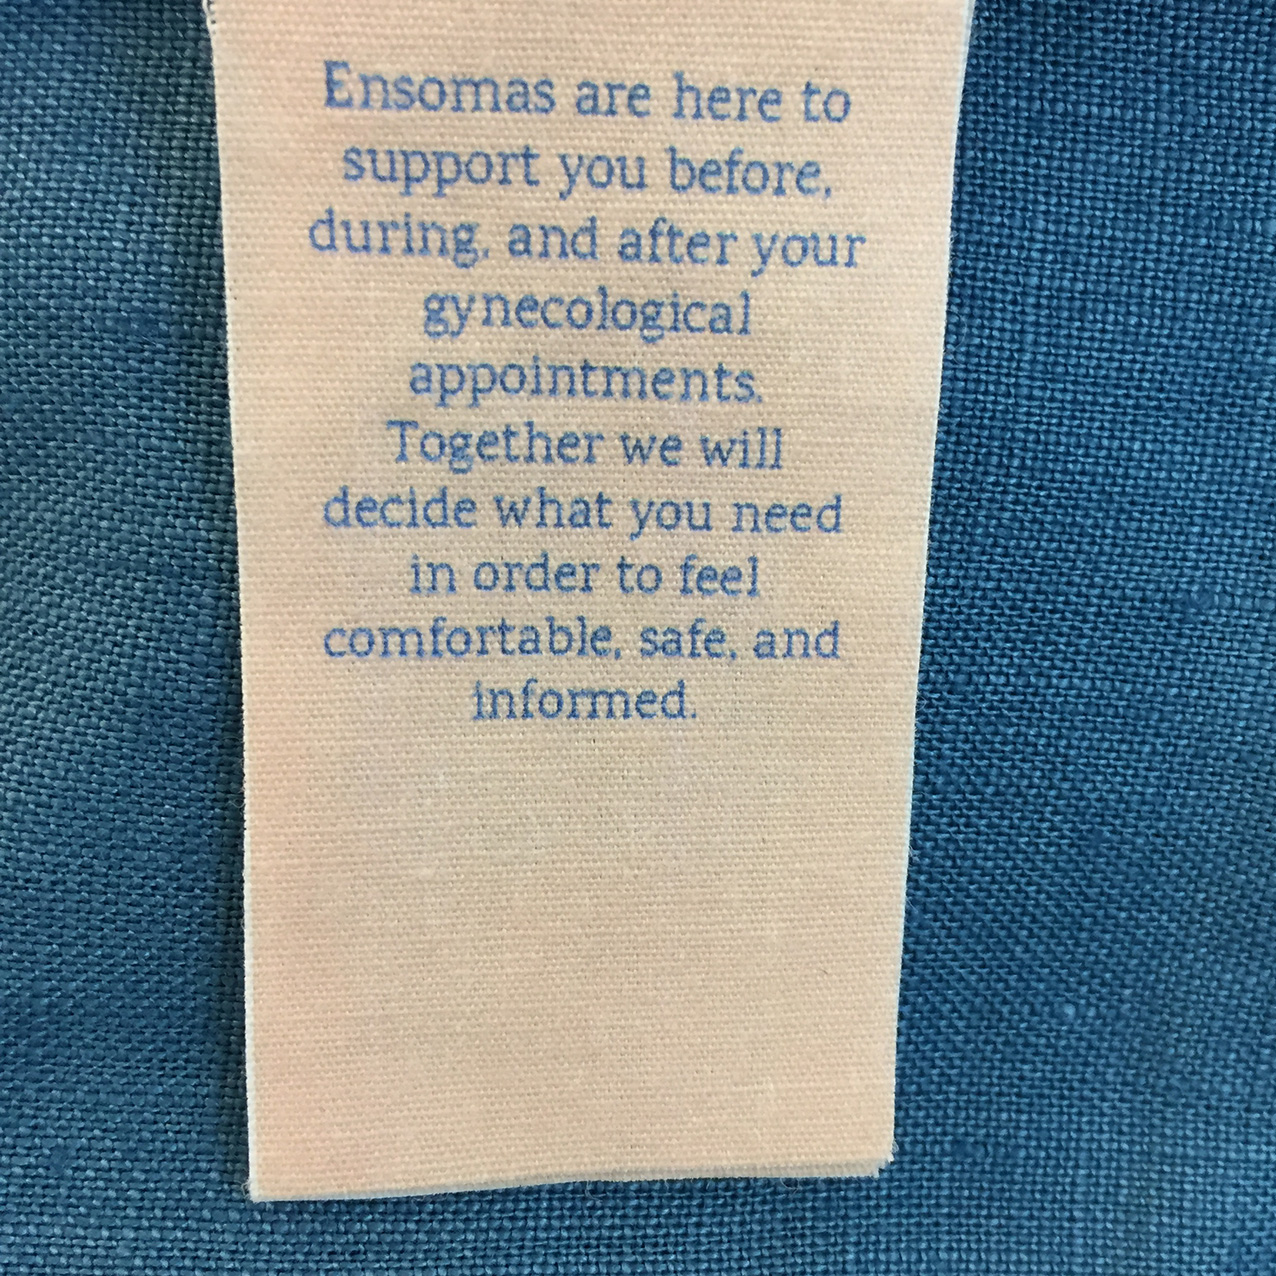 Ensomas are here to
support you before,
during, and after your
gynecological
appointments.
Together we will
decide what you need
in order to feel
comfortable, safe, and
informed.